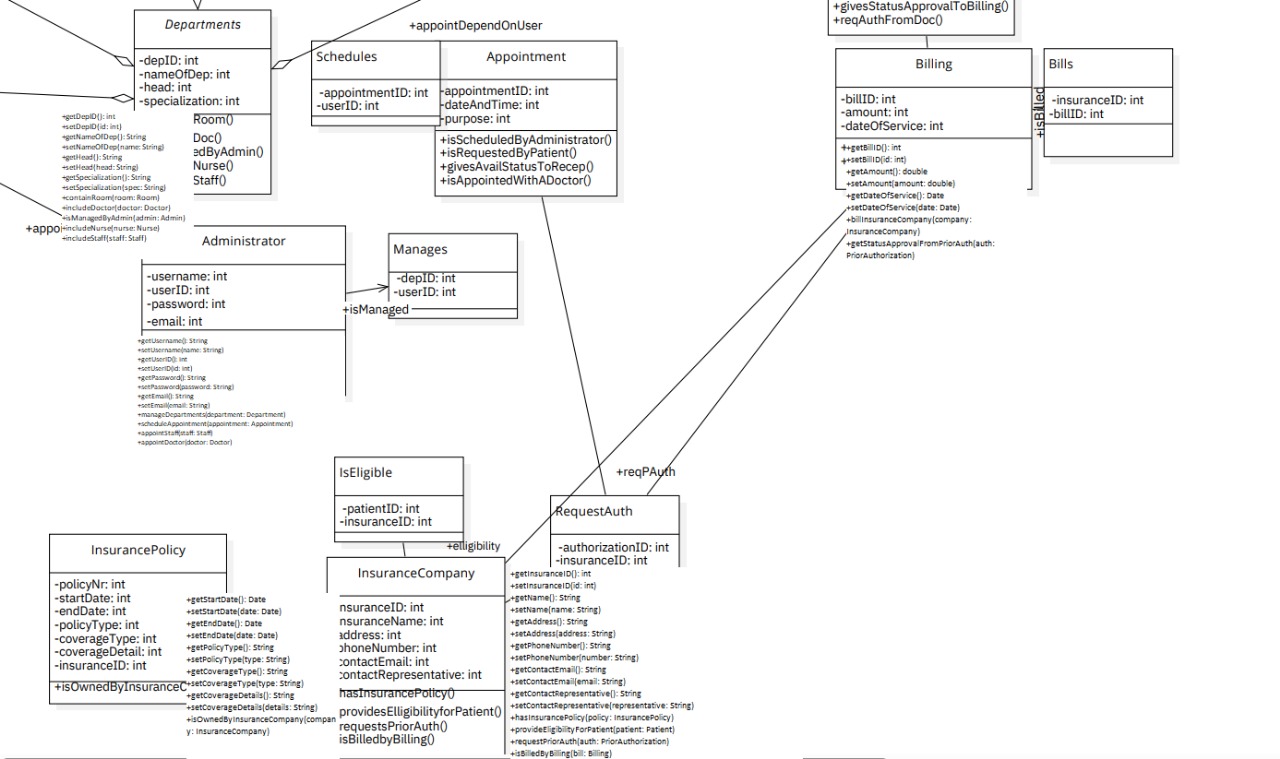 Departments
-depID: int
-nameOfDep: int
-head: int
-specialization: int
Room()
Doc()
edByAdmin()
Nurse()
Staff()
+getDepID(): int
+setDepID(id: int)
+getNameOfDep(): String
+setNameOfDep(name: String)
+getHead(): String
+setHead(head: String)
+getSpecialization(): String
+setSpecialization(spec: String)
+containRoom(room: Room)
+includeDoctor(doctor: Doctor)
+isManagedByAdmin(admin: Admin)
+includeNurse(nurse: Nurse)
+includeStaff(staff: Staff)
+appo
+appointDependOnUser
Schedules
-appointmentID: int
-userID: int
Appointment
-appointmentID: int
-dateAndTime: int
-purpose: int
+isScheduledByAdministrator()
+isRequestedByPatient()
+givesAvailStatusToRecep()
+isAppointedWithADoctor()
+givesStatusApprovalToBilling()
+reqAuthFromDoc()
Billing
-billID: int
-amount: int
-dateOfService: int
+getBillID(): int
+setBillID(id: int)
+getAmount(): double
+setAmount(amount: double)
+getDateOfService(): Date
+setDateOfService(date: Date)
+billInsuranceCompany(company:
InsuranceCompany)
+getStatusApprovalFromPriorAuth(auth:
PriorAuthorization)
+isBilled
Bills
-insuranceID: int
-billID: int
Administrator
-username: int
-userID: int
-password: int
-email: int
+getUsername(): String
+setUsername(name: String)
+getUserID(): int
+setUserID(id: int)
+getPassword(): String
+setPassword(password: String)
+getEmail(): String
+setEmail(email: String)
+manageDepartments(department: Department)
+scheduleAppointment(appointment: Appointment)
+appointStaff(staff: Staff)
+appointDoctor(doctor: Doctor)
+isManaged
Manages
-depID: int
-userID: int
IsEligible
-patientID: int
-insuranceID: int
+elligibility
+reqPAuth
RequestAuth
-authorizationID: int
-insuranceID: int
InsurancePolicy
-policyNr: int
-startDate: int
-endDate: int
-policyType: int
-coverageType: int
-coverageDetail: int
-insuranceID: int
+isOwnedByInsuranceC
+getStartDate(): Date
+setStartDate(date: Date)
+getEndDate(): Date
+setEndDate(date: Date)
+getPolicyType(): String
+setPolicyType(type: String)
+getCoverageType(): String
+setCoverageType(type: String)
+getCoverageDetails(): String
+setCoverageDetails(details: String)
+isOwnedByInsuranceCompany(compan
y: InsuranceCompany)
InsuranceCompany
nsuranceID: int
nsuranceName: int
address: int
phoneNumber: int
contactEmail: int
contactRepresentative: int
hasInsurancePolicy()
providesElligibilityforPatient()
requestsPriorAuth()
isBilledbyBilling()
+getInsuranceID(): int
+setInsuranceID(id: int)
+getName(): String
+setName(name: String)
+getAddress(): String
+setAddress(address: String)
+getPhoneNumber(): String
+setPhoneNumber(number: String)
+getContactEmail(): String
+setContactEmail(email: String)
+getContactRepresentative(): String
+setContactRepresentative(representative: String)
+hasInsurancePolicy(policy: InsurancePolicy)
+provideEligibilityForPatient(patient: Patient)
+requestPriorAuth(auth: PriorAuthorization)
+isBilledByBilling(bil: Billing)